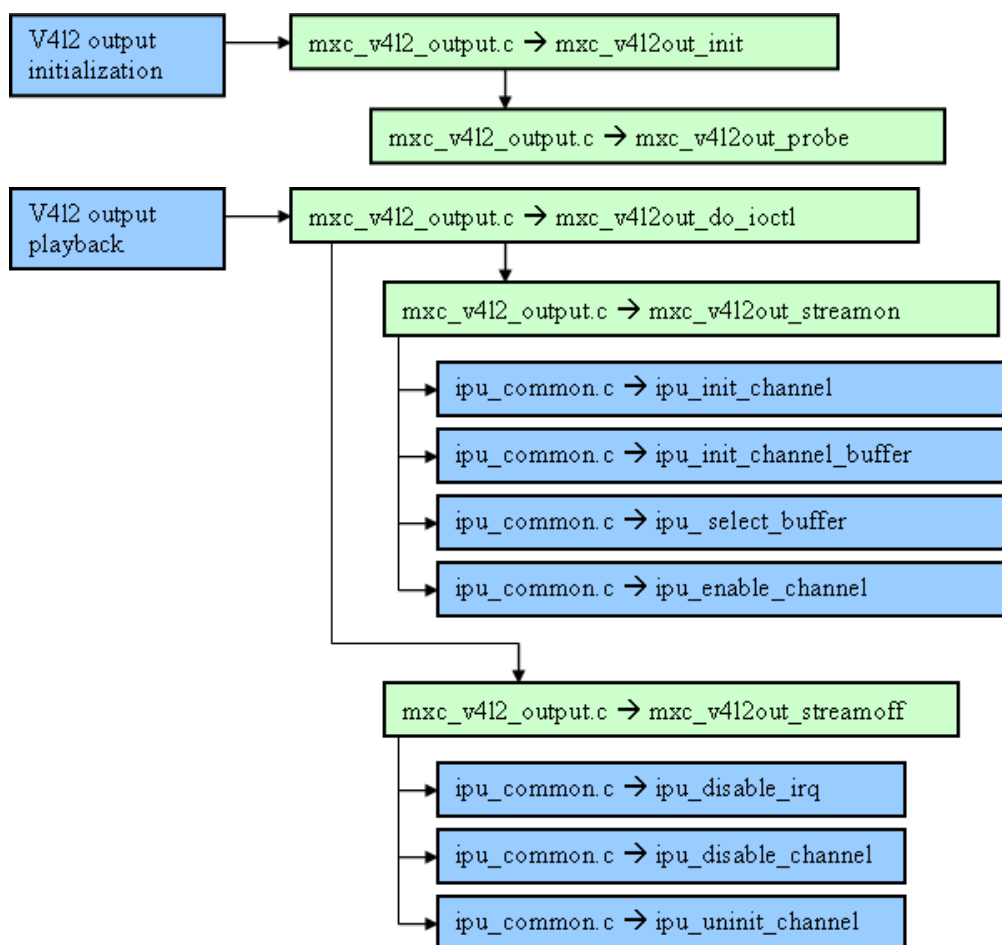 V4l2 output
initialization
mxc_v4l2_output.c → mxc_v4l2out_init
mxc_v4l2_output.c → mxc_v4l2out_probe
V4l2 output
playback
mxc_v4l2_output.c → mxc_v4l2out_do_ioctl
mxc_v4l2_output.c → mxc_v4l2out_streamon
ipu_common.c → ipu_init_channel
ipu_common.c → ipu_init_channel_buffer
ipu_common.c → ipu_ select_buffer
ipu_common.c → ipu_enable_channel
mxc_v4l2_output.c → mxc_v4l2out_streamoff
ipu_common.c → ipu_disable_irq
ipu_common.c → ipu_disable_channel
ipu_common.c → ipu_uninit_channel